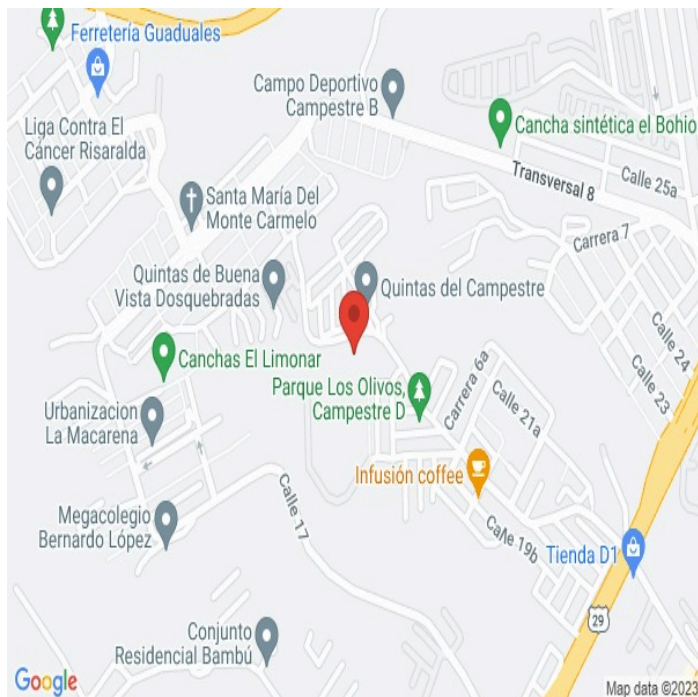 Ferretería Guaduales
Liga Contra El
Cáncer Risaralda
Campo Deportivo
Campestre B
Cancha sintética el Bohio
Transversal 8
Calle 25a
Santa María Del
Monte Carmelo
Carrera 7
Quintas de Buena
Vista Dosquebradas
Quintas del Campestre
Calle 24
Canchas El Limonar
Parque Los Olivos,
Campestre D
Carrera 6a
Calle 23
Calle 21a
Urbanizacion
La Macarena
Infusión coffee
Calle 17
Megacolegio
Bernardo López
Calle 19b
Tienda D1
29
Conjunto
Residencial Bambú
Google
Map data ©2023